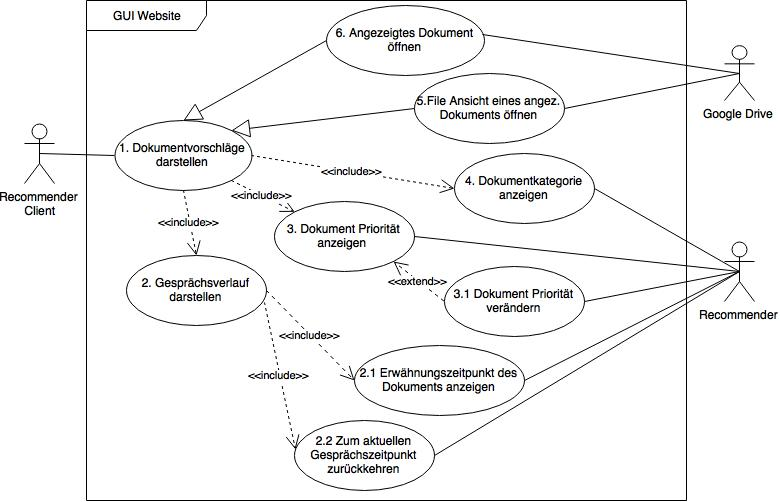 GUI Website
6. Angezeigtes Dokument
öffnen
5.File Ansicht eines angez.
Dokuments öffnen
Google Drive
1. Dokumentvorschläge
darstellen
<<include>>
4. Dokumentkategorie
anzeigen
Recommender
Client
<<include>>
<<include>>
3. Dokument Priorität
anzeigen
2. Gesprächsverlauf
darstellen
<<extend>>
3.1 Dokument Priorität
verändern
Recommender
<<include>>
<<include>>
2.1 Erwähnungszeitpunkt des
Dokuments anzeigen
2.2 Zum aktuellen
Gesprächszeitpunkt
zurückkehren